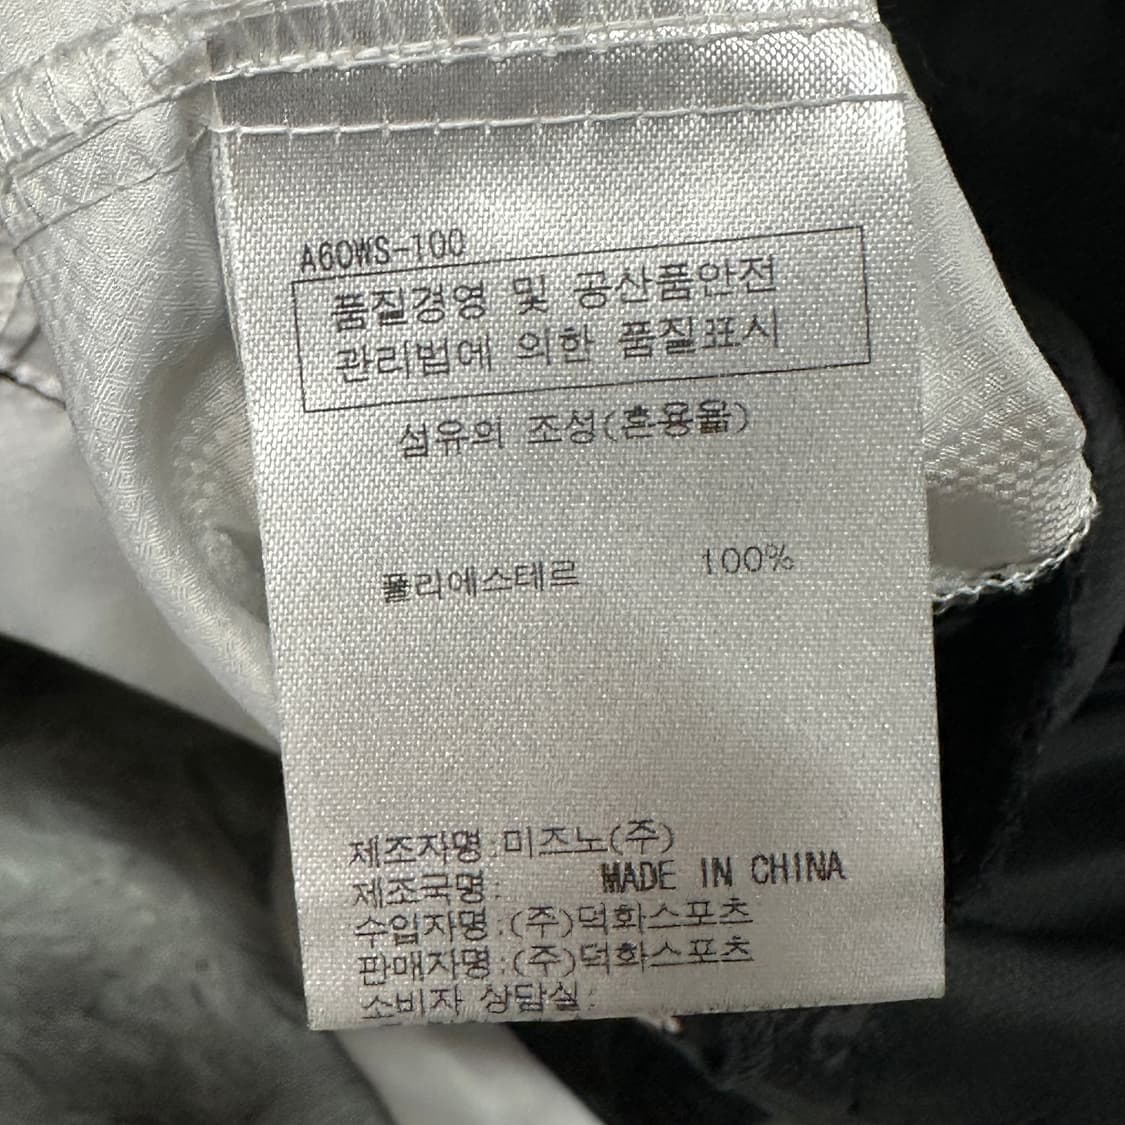 A60WS-100
품질경영 및 공산품안전
관리법에 의한 품질표시
섬유의 조성(혼용율)
폴리에스테르 100%
제조자명:미즈노(주)
제조국명: MADE IN CHINA
수입자명:(주)덕화스포츠
판매자명:(주)덕화스포츠
소비자 상담실: